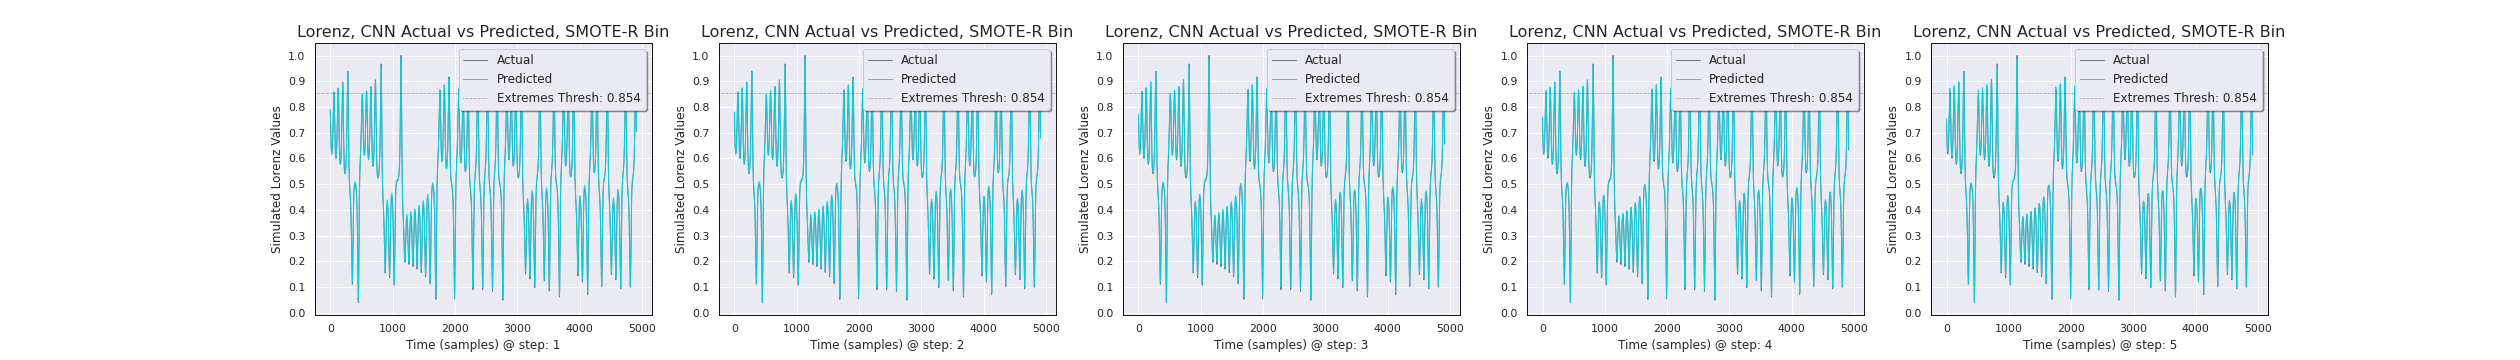 Lorenz, CNN Actual vs Predicted, SMOTE-R Bin
Simulated Lorenz Values
1.0
0.9
0.8
0.7
0.6
0.5
0.4
0.3
0.2
0.1
0.0
Actual
Predicted
Extremes Thresh: 0.854
0 1000 2000 3000 4000 5000
Time (samples) @ step: 1
Lorenz, CNN Actual vs Predicted, SMOTE-R Bin
Simulated Lorenz Values
1.0
0.9
0.8
0.7
0.6
0.5
0.4
0.3
0.2
0.1
0.0
Actual
Predicted
Extremes Thresh: 0.854
0 1000 2000 3000 4000 5000
Time (samples) @ step: 2
Lorenz, CNN Actual vs Predicted, SMOTE-R Bin
Simulated Lorenz Values
1.0
0.9
0.8
0.7
0.6
0.5
0.4
0.3
0.2
0.1
0.0
Actual
Predicted
Extremes Thresh: 0.854
0 1000 2000 3000 4000 5000
Time (samples) @ step: 3
Lorenz, CNN Actual vs Predicted, SMOTE-R Bin
Simulated Lorenz Values
1.0
0.9
0.8
0.7
0.6
0.5
0.4
0.3
0.2
0.1
0.0
Actual
Predicted
Extremes Thresh: 0.854
0 1000 2000 3000 4000 5000
Time (samples) @ step: 4
Lorenz, CNN Actual vs Predicted, SMOTE-R Bin
Simulated Lorenz Values
1.0
0.9
0.8
0.7
0.6
0.5
0.4
0.3
0.2
0.1
0.0
Actual
Predicted
Extremes Thresh: 0.854
0 1000 2000 3000 4000 5000
Time (samples) @ step: 5